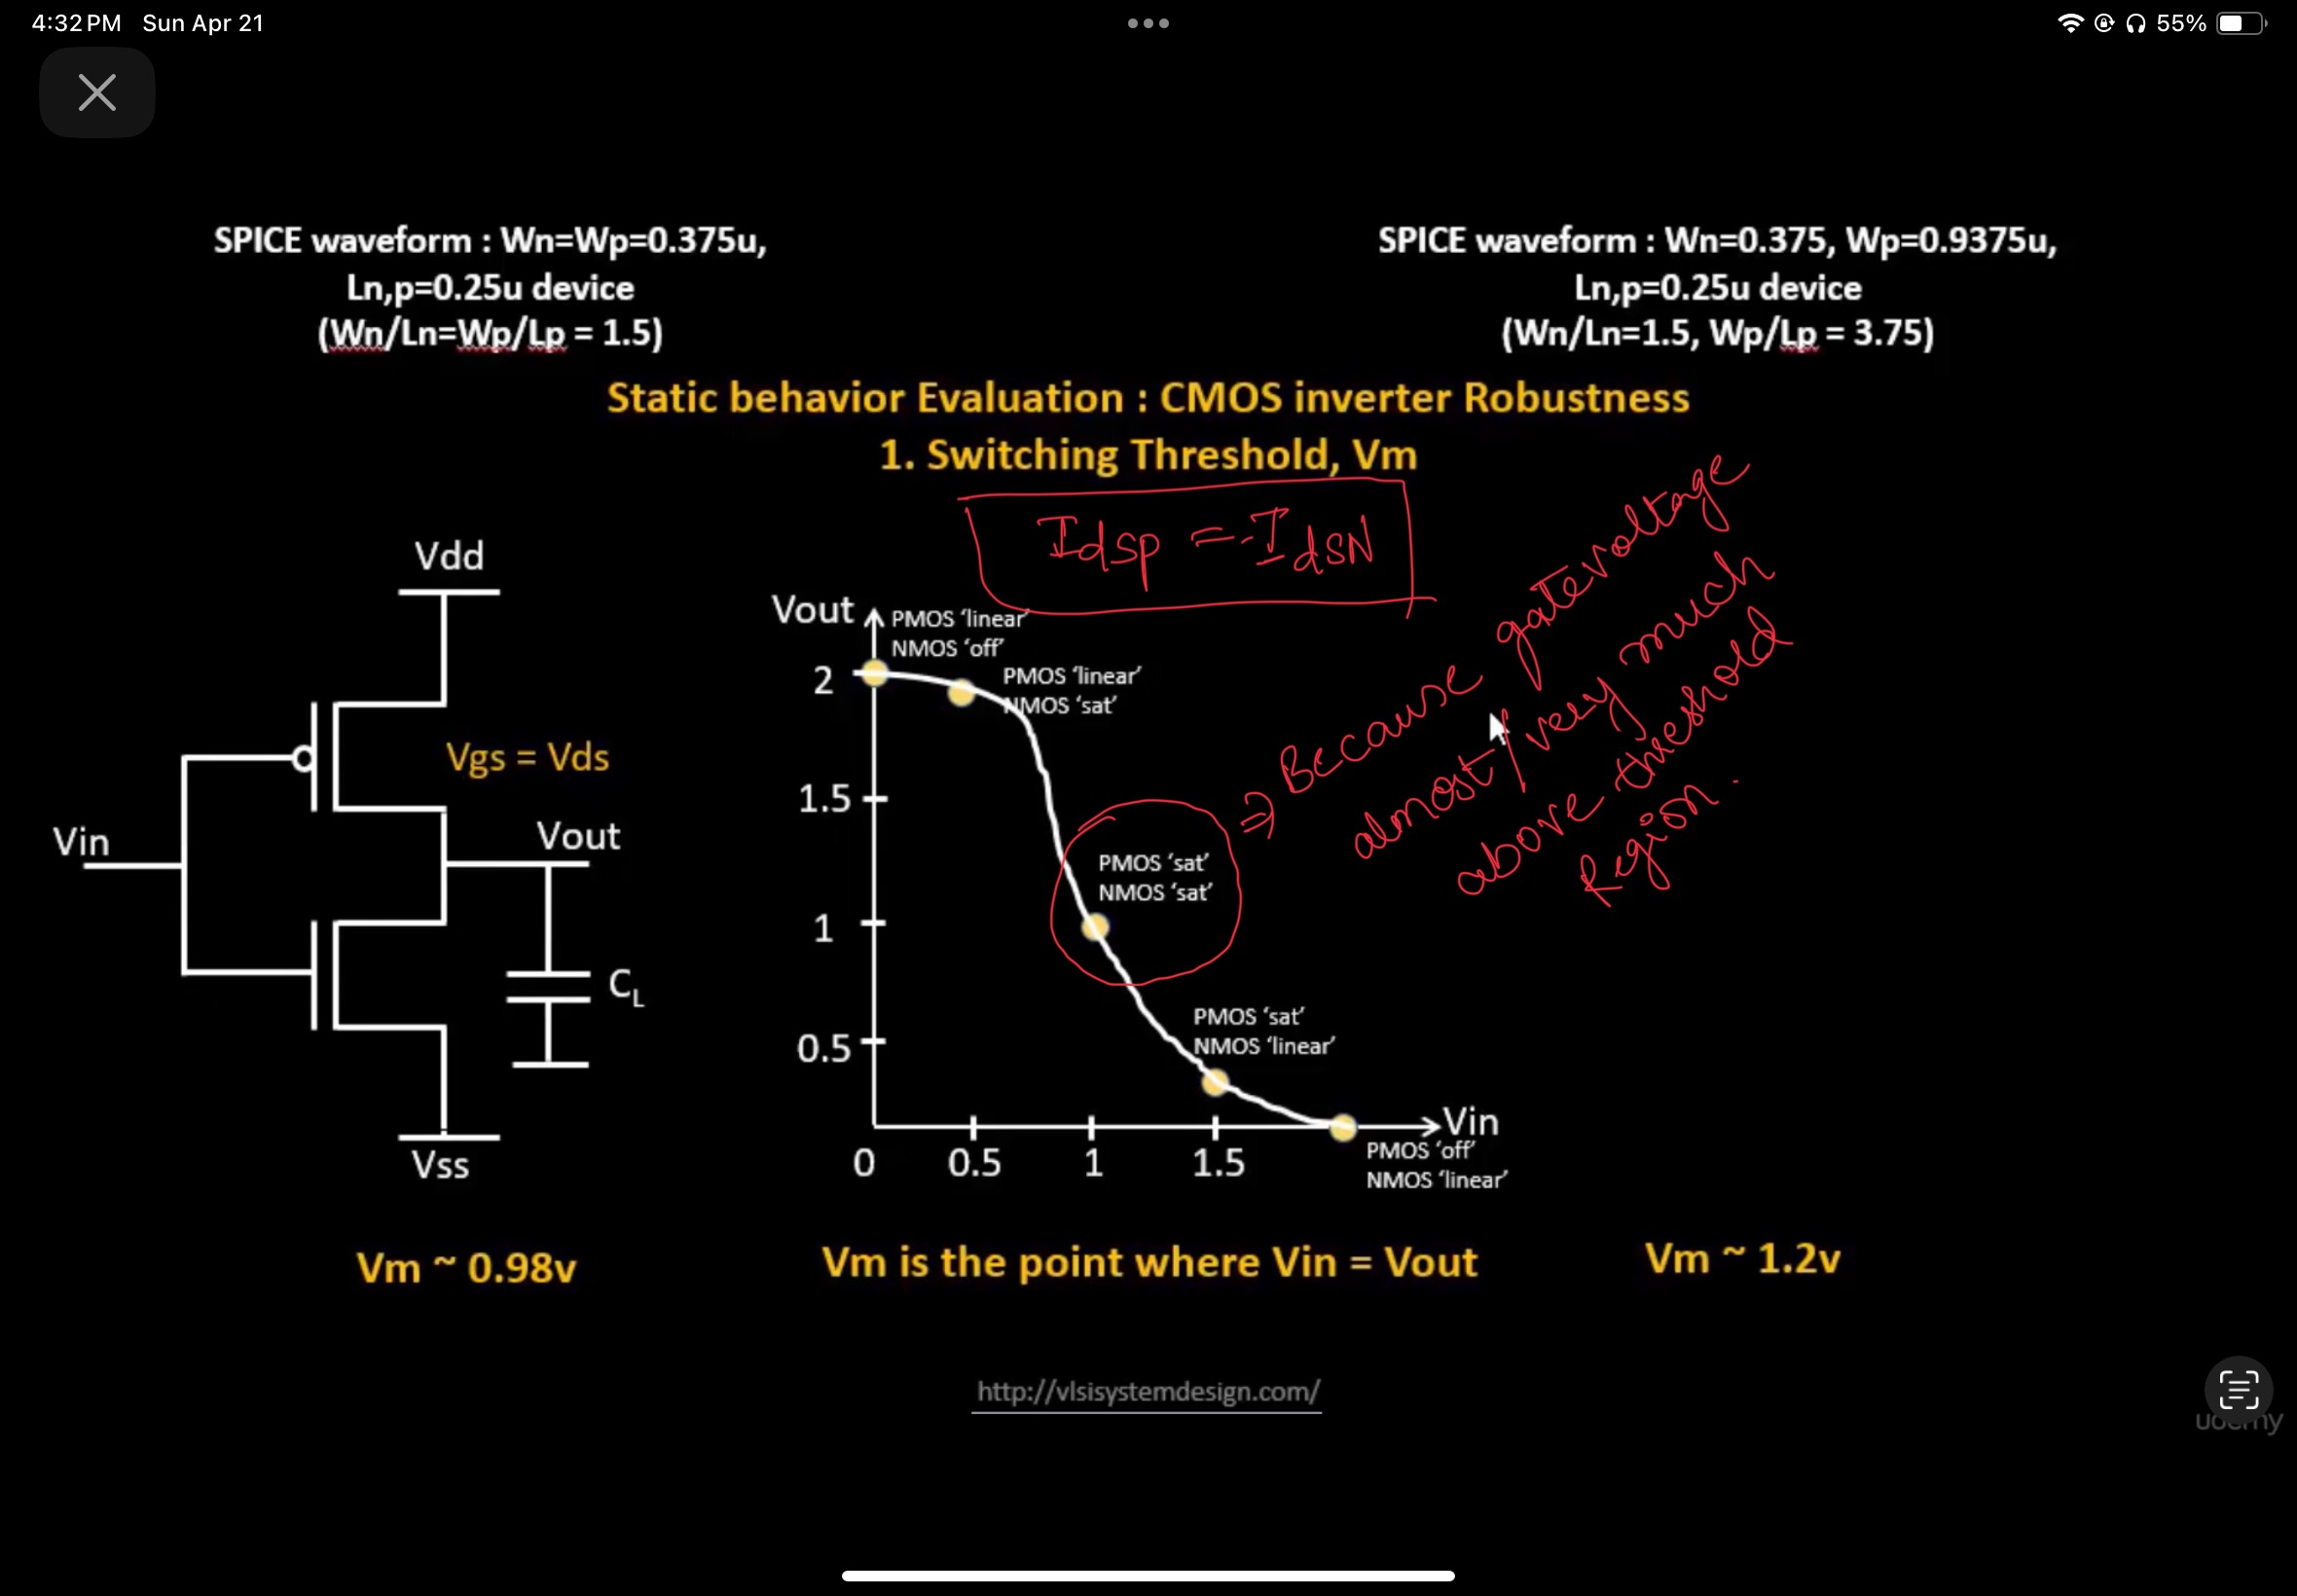 4:32 PM Sun Apr 21
55%
SPICE waveform : Wn=Wp=0.375u,
Ln,p=0.25u device
(Wn/Ln=Wp/Lp = 1.5)
SPICE waveform : Wn=0.375, Wp=0.9375u,
Ln,p=0.25u device
(Wn/Ln=1.5, Wp/Lp = 3.75)
Static behavior Evaluation : CMOS inverter Robustness
1. Switching Threshold, Vm
Idsp = -IdsN
⇒ Because gate voltage
almost/very much
above threshold
Region.
Vdd
Vgs = Vds
Vin
Vout
CL
Vss
Vout
PMOS ‘linear’
NMOS ‘off’
2
PMOS ‘linear’
NMOS ‘sat’
1.5
PMOS ‘sat’
NMOS ‘sat’
1
PMOS ‘sat’
NMOS ‘linear’
0.5
Vin
0 0.5 1 1.5
PMOS ‘off’
NMOS ‘linear’
Vm ~ 0.98v
Vm is the point where Vin = Vout
Vm ~ 1.2v
http://vlsisystemdesign.com/
udemy